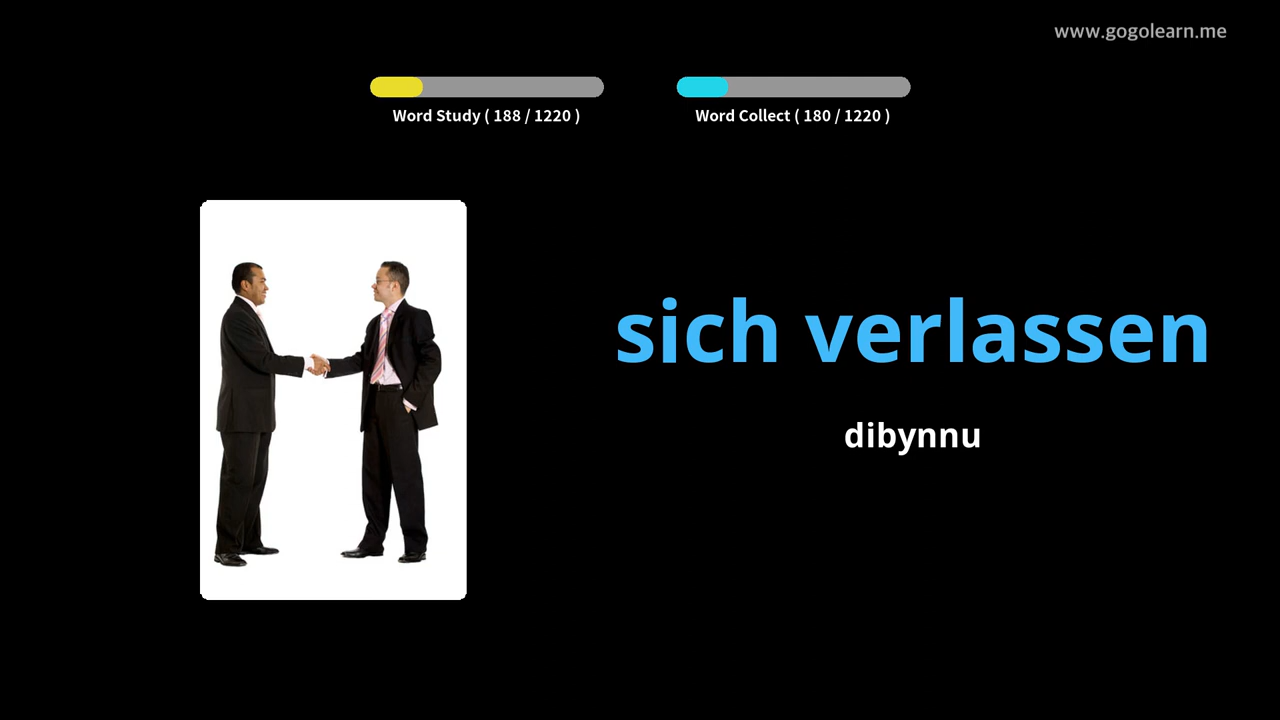 www.gogolearn.me
Word Study ( 188 / 1220 )
Word Collect ( 180 / 1220 )
sich verlassen
dibynnu